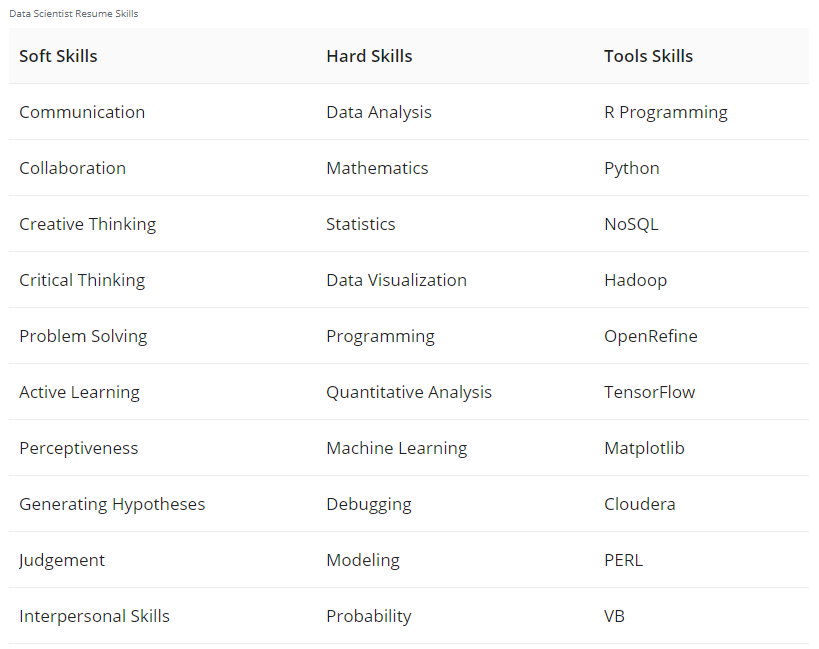 Data Scientist Resume Skills
Soft Skills Hard Skills Tools Skills
Communication Data Analysis R Programming
Collaboration Mathematics Python
Creative Thinking Statistics NoSQL
Critical Thinking Data Visualization Hadoop
Problem Solving Programming OpenRefine
Active Learning Quantitative Analysis TensorFlow
Perceptiveness Machine Learning Matplotlib
Generating Hypotheses Debugging Cloudera
Judgement Modeling PERL
Interpersonal Skills Probability VB